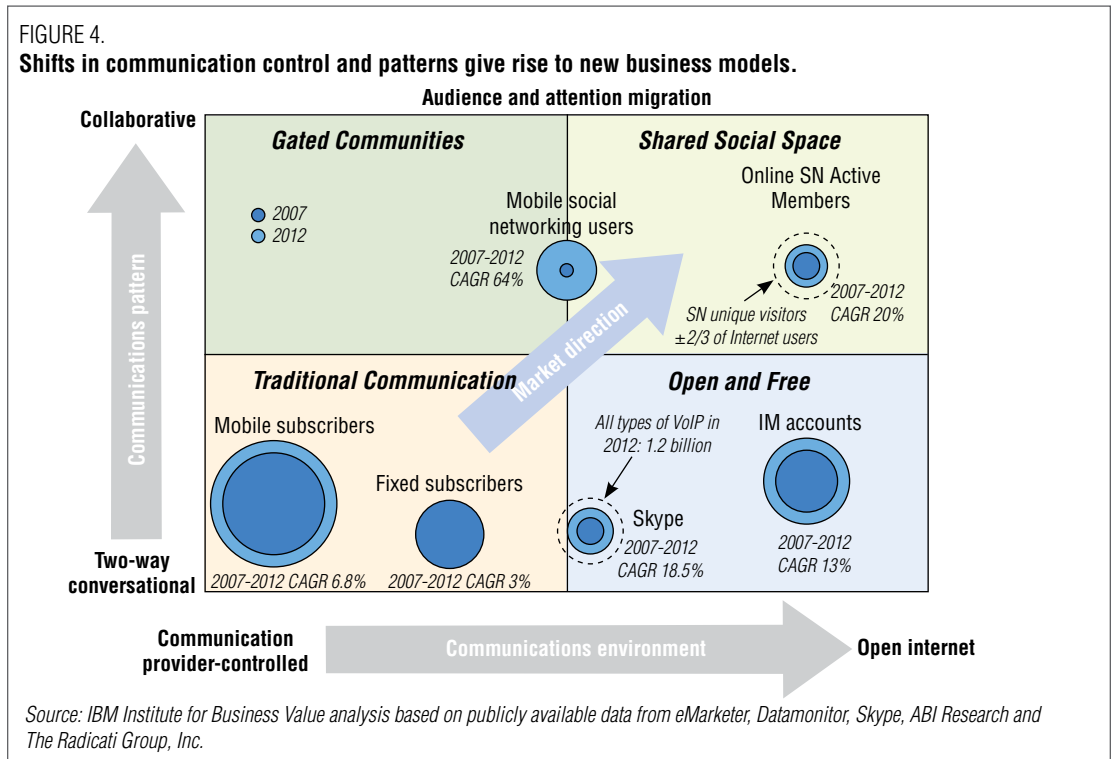 FIGURE 4.
Shifts in communication control and patterns give rise to new business models.
Audience and attention migration
Collaborative
Gated Communities
Shared Social Space
Online SN Active
Members
2007
2012
Mobile social
networking users
2007-2012
CAGR 64%
2007-2012
CAGR 20%
SN unique visitors
±2/3 of Internet users
Communications pattern
Market direction
Traditional Communication
Open and Free
Mobile subscribers
All types of VoIP in
2012: 1.2 billion
IM accounts
Fixed subscribers
Skype
2007-2012
CAGR 18.5%
2007-2012
CAGR 13%
Two-way
conversational
2007-2012 CAGR 6.8%
2007-2012 CAGR 3%
Communication
provider-controlled
Communications environment
Open internet
Source: IBM Institute for Business Value analysis based on publicly available data from eMarketer, Datamonitor, Skype, ABI Research and
The Radicati Group, Inc.